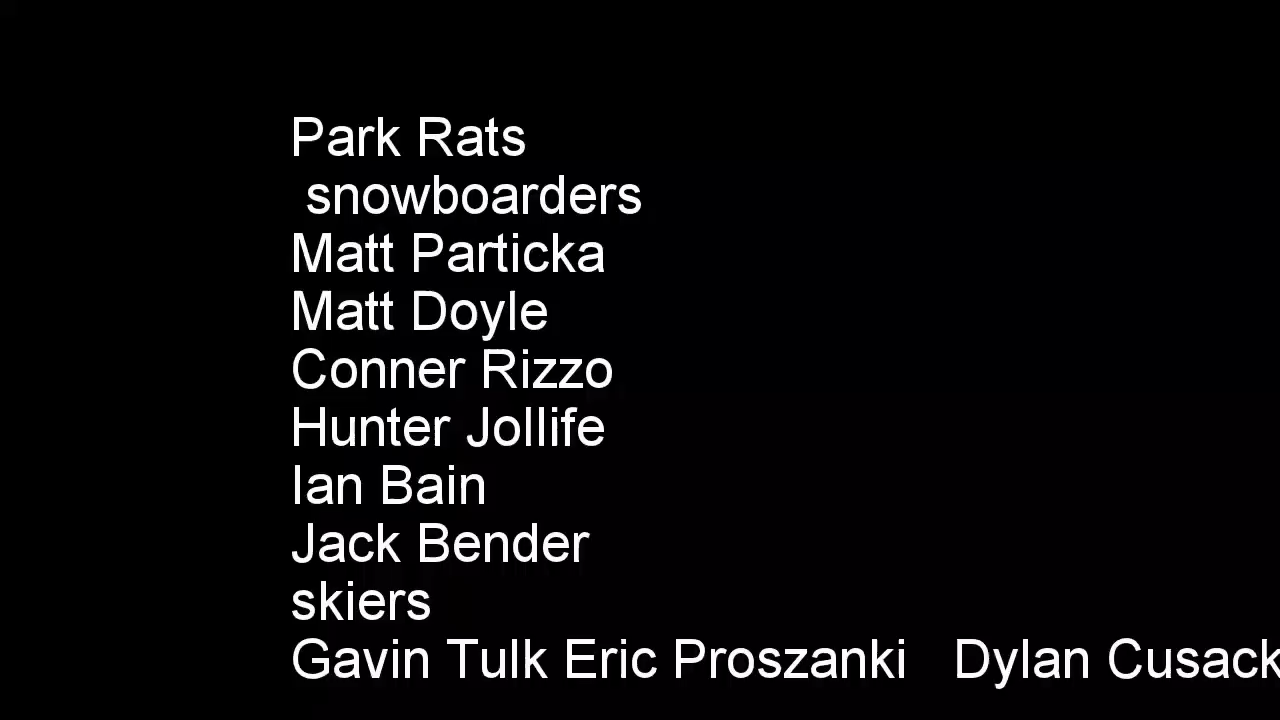 Park Rats
snowboarders
Matt Particka
Matt Doyle
Conner Rizzo
Hunter Jollife
Ian Bain
Jack Bender
skiers
Gavin Tulk Eric Proszanki   Dylan Cusack